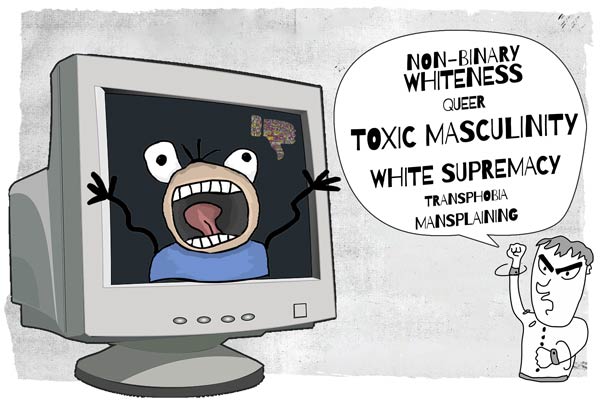 NON-BINARY
WHITENESS
QUEER
TOXIC MASCULINITY
WHITE SUPREMACY
TRANSPHOBIA
MANSPLAINING